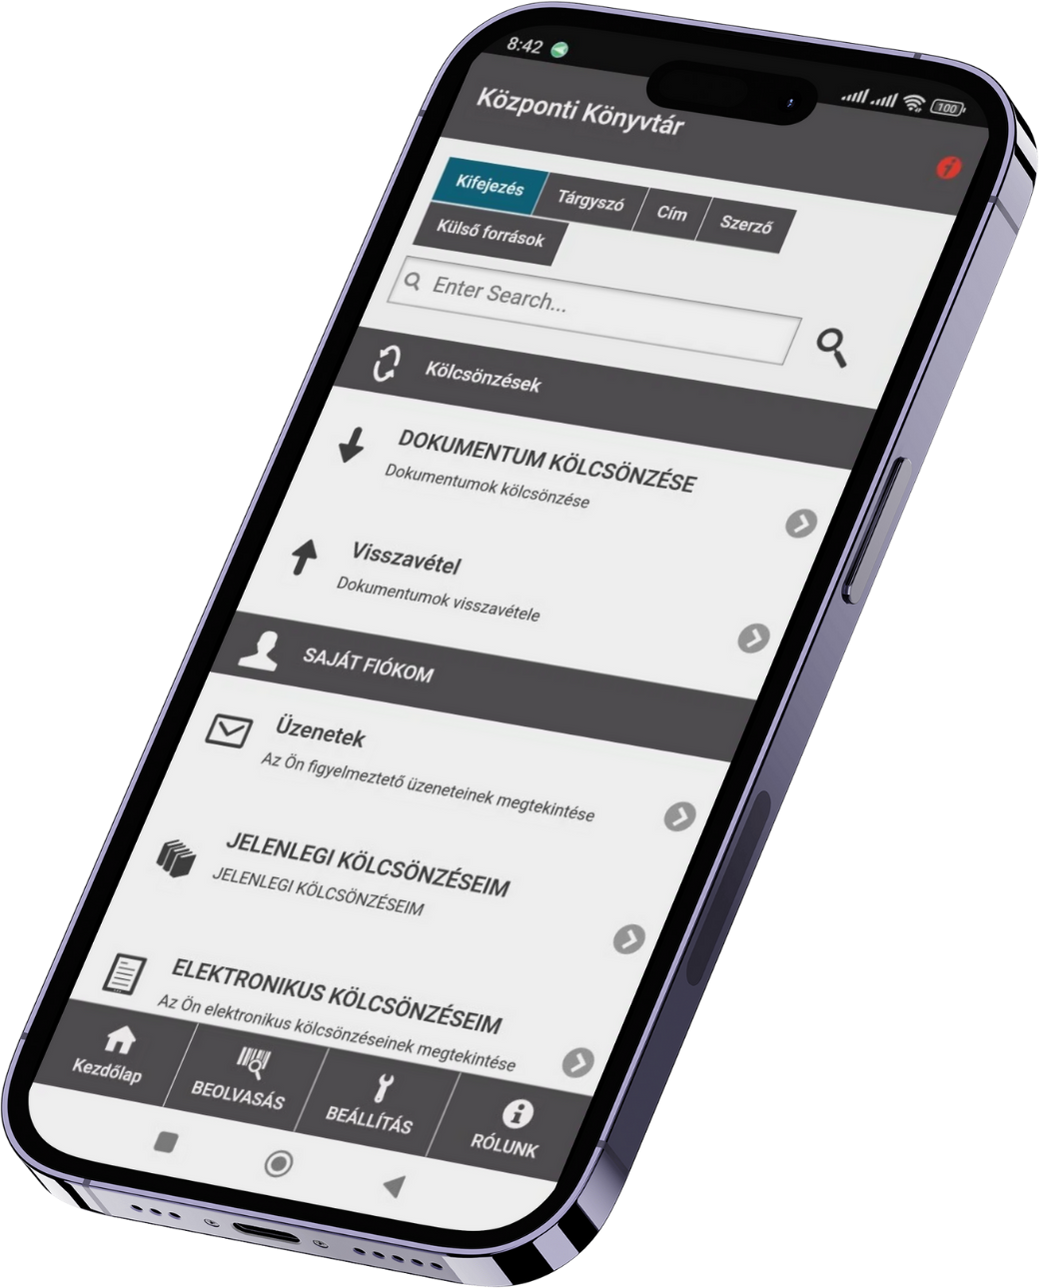 8:42
100
Központi Könyvtár
Kifejezés
Tárgyszó
Cím
Szerző
Külső források
Enter Search...
Kölcsönzések
DOKUMENTUM KÖLCSÖNZÉSE
Dokumentumok kölcsönzése
Visszavétel
Dokumentumok visszavétele
SAJÁT FIÓKOM
Üzenetek
Az Ön figyelmeztető üzeneteinek megtekintése
JELENLEGI KÖLCSÖNZÉSEIM
JELENLEGI KÖLCSÖNZÉSEIM
ELEKTRONIKUS KÖLCSÖNZÉSEIM
Az Ön elektronikus kölcsönzéseinek megtekintése
Kezdőlap
BEOLVASÁS
BEÁLLÍTÁS
RÓLUNK